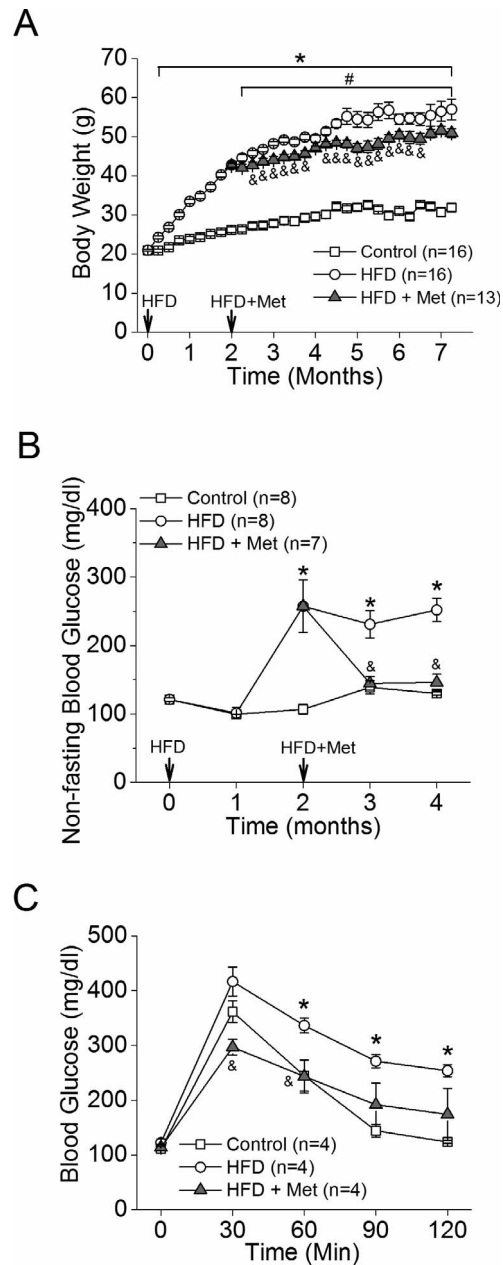 A
*
#
70
60
50
40
30
20
10
0
Body Weight (g)
&&&&&
&&&&&&&&&&&
Control (n=16)
HFD (n=16)
HFD + Met (n=13)
HFD
HFD+Met
0 1 2 3 4 5 6 7
Time (Months)
B
Control (n=8)
HFD (n=8)
HFD + Met (n=7)
400
300
200
100
0
Non-fasting Blood Glucose (mg/dl)
* * *
& &
HFD
HFD+Met
0 1 2 3 4
Time (months)
C
500
400
300
200
100
0
Blood Glucose (mg/dl)
* * *
& &
Control (n=4)
HFD (n=4)
HFD + Met (n=4)
0 30 60 90 120
Time (Min)